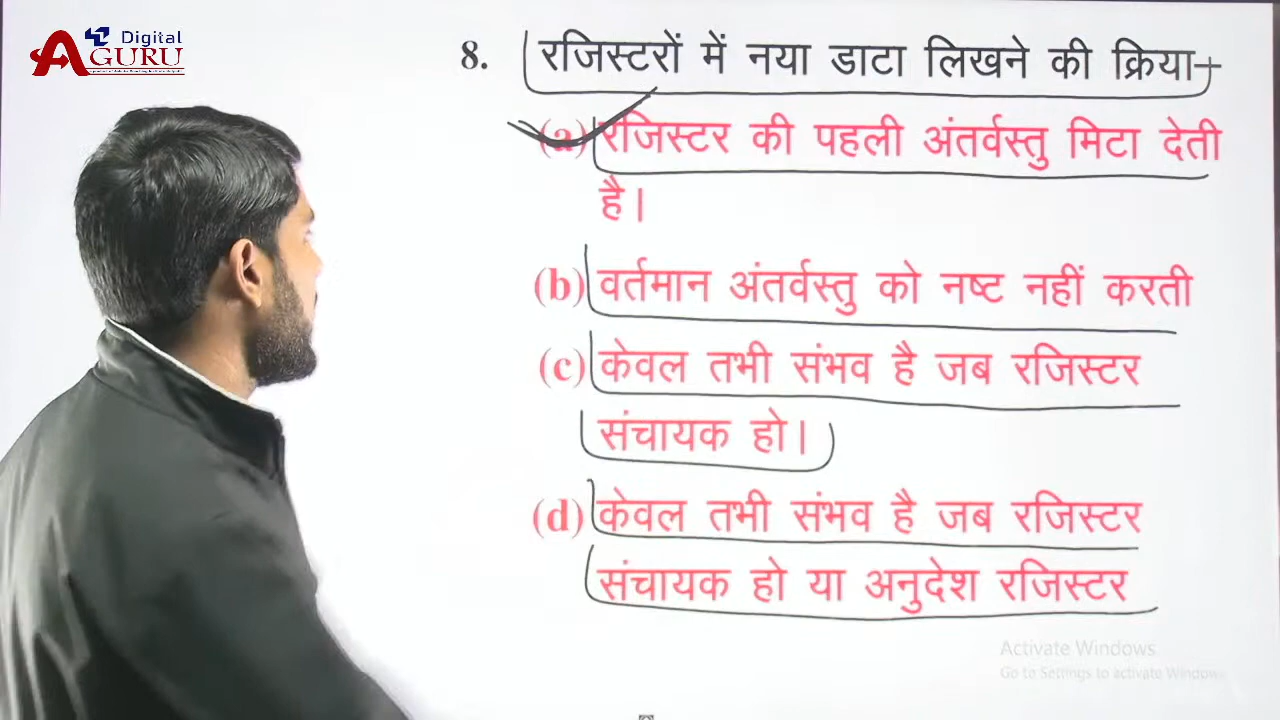 Digital
AGURU
8. रजिस्टरों में नया डाटा लिखने की क्रिया-
(a) रजिस्टर की पहली अंतर्वस्तु मिटा देती
है।
(b) वर्तमान अंतर्वस्तु को नष्ट नहीं करती
(c) केवल तभी संभव है जब रजिस्टर
संचायक हो।
(d) केवल तभी संभव है जब रजिस्टर
संचायक हो या अनुदेश रजिस्टर
Activate Windows
Go to Settings to activate Windows.